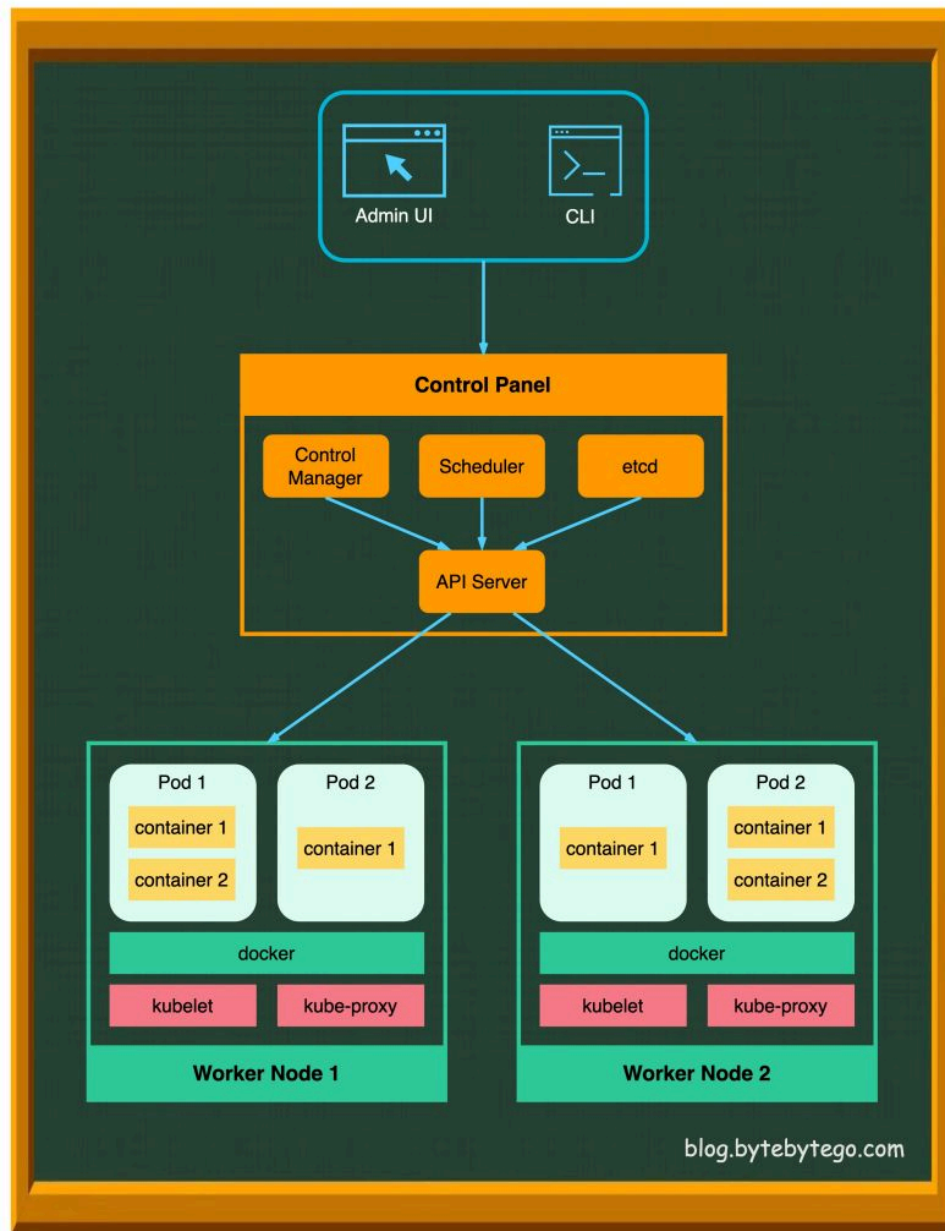 Admin UI
CLI
Control Panel
Control
Manager
Scheduler
etcd
API Server
Pod 1
container 1
container 2
Pod 2
container 1
docker
kubelet
kube-proxy
Worker Node 1
Pod 1
container 1
Pod 2
container 1
container 2
docker
kubelet
kube-proxy
Worker Node 2
blog.bytebytego.com